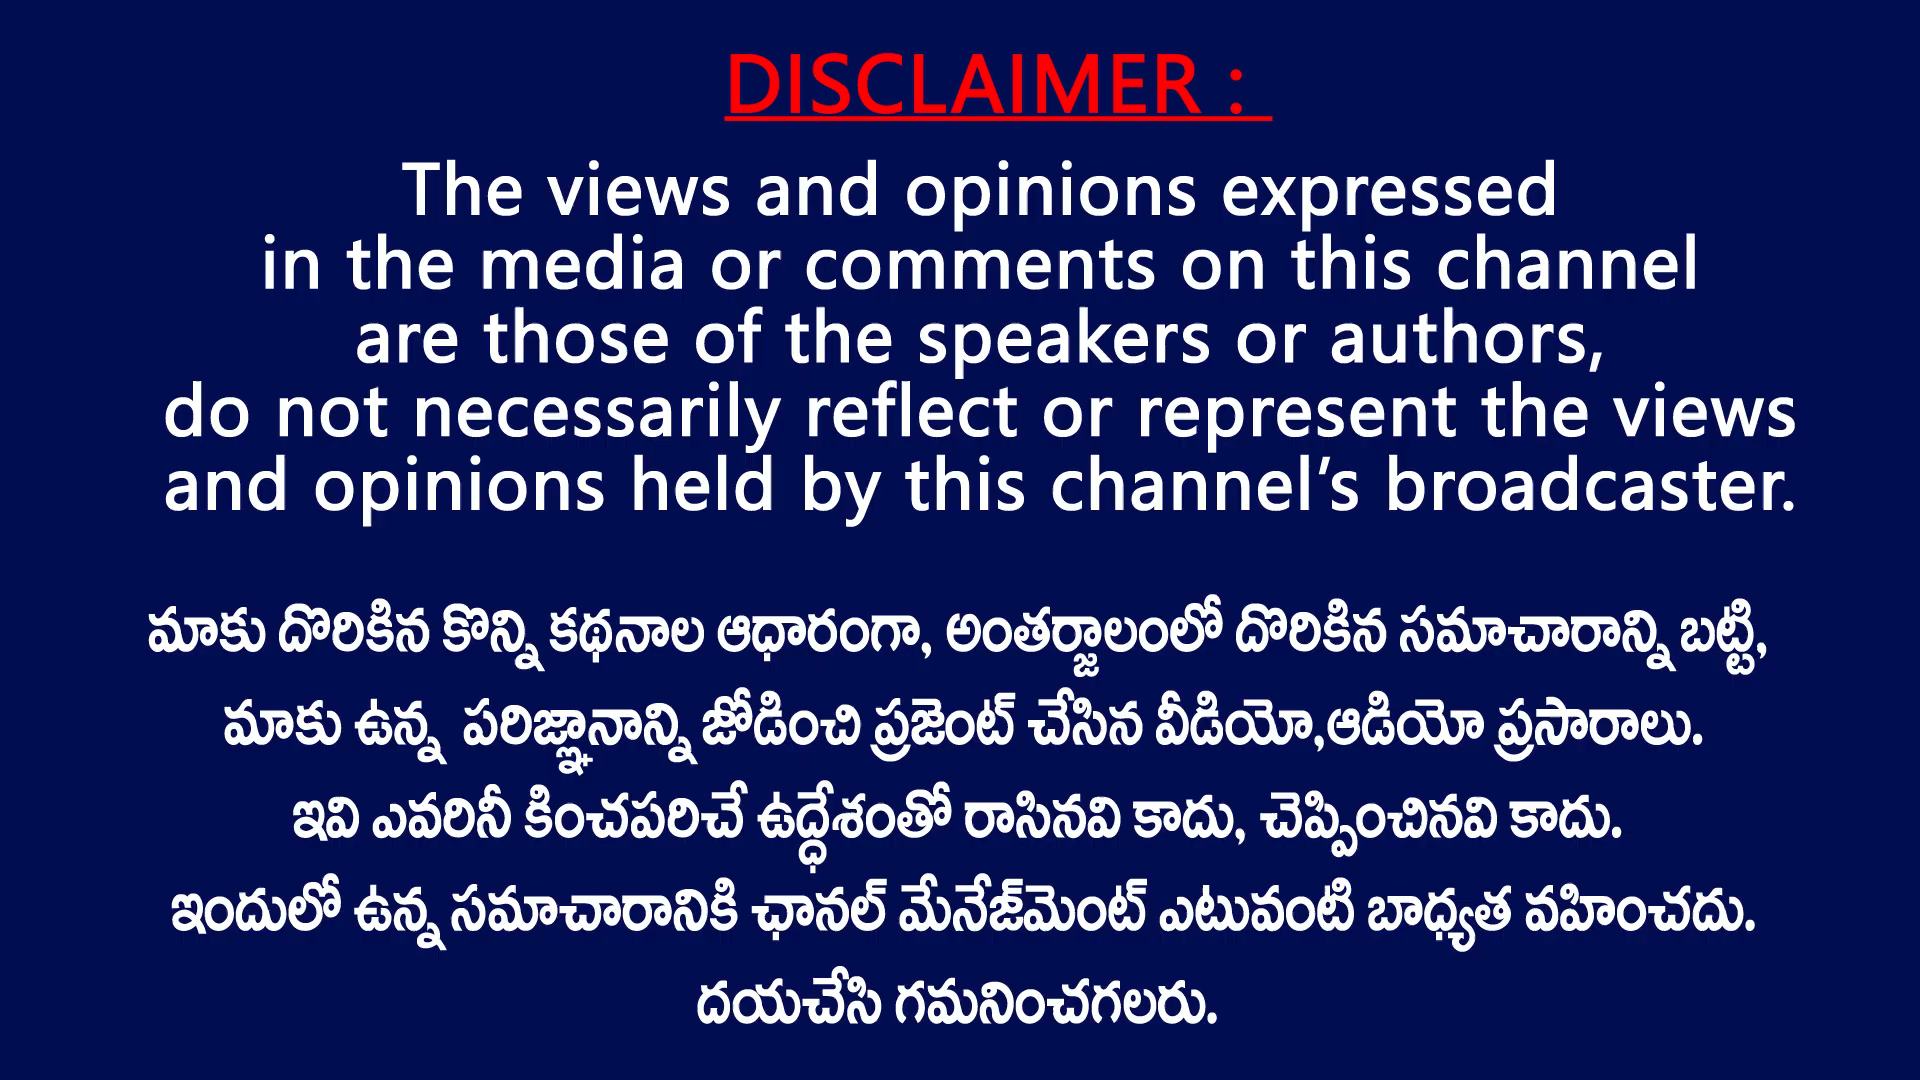 DISCLAIMER :
The views and opinions expressed
in the media or comments on this channel
are those of the speakers or authors,
do not necessarily reflect or represent the views
and opinions held by this channel’s broadcaster.
మాకు దొరికిన కొన్ని కథనాల ఆధారంగా, అంతర్జాలంలో దొరికిన సమాచారాన్ని బట్టి,
మాకు ఉన్న పరిజ్ఞానాన్ని జోడించి ప్రజెంట్ చేసిన వీడియో,ఆడియో ప్రసారాలు.
ఇవి ఎవరినీ కించపరిచే ఉద్ధేశంతో రాసినవి కాదు, చెప్పించినవి కాదు.
ఇందులో ఉన్న సమాచారానికి ఛానల్ మేనేజ్‌మెంట్ ఎటువంటి బాధ్యత వహించదు.
దయచేసి గమనించగలరు.